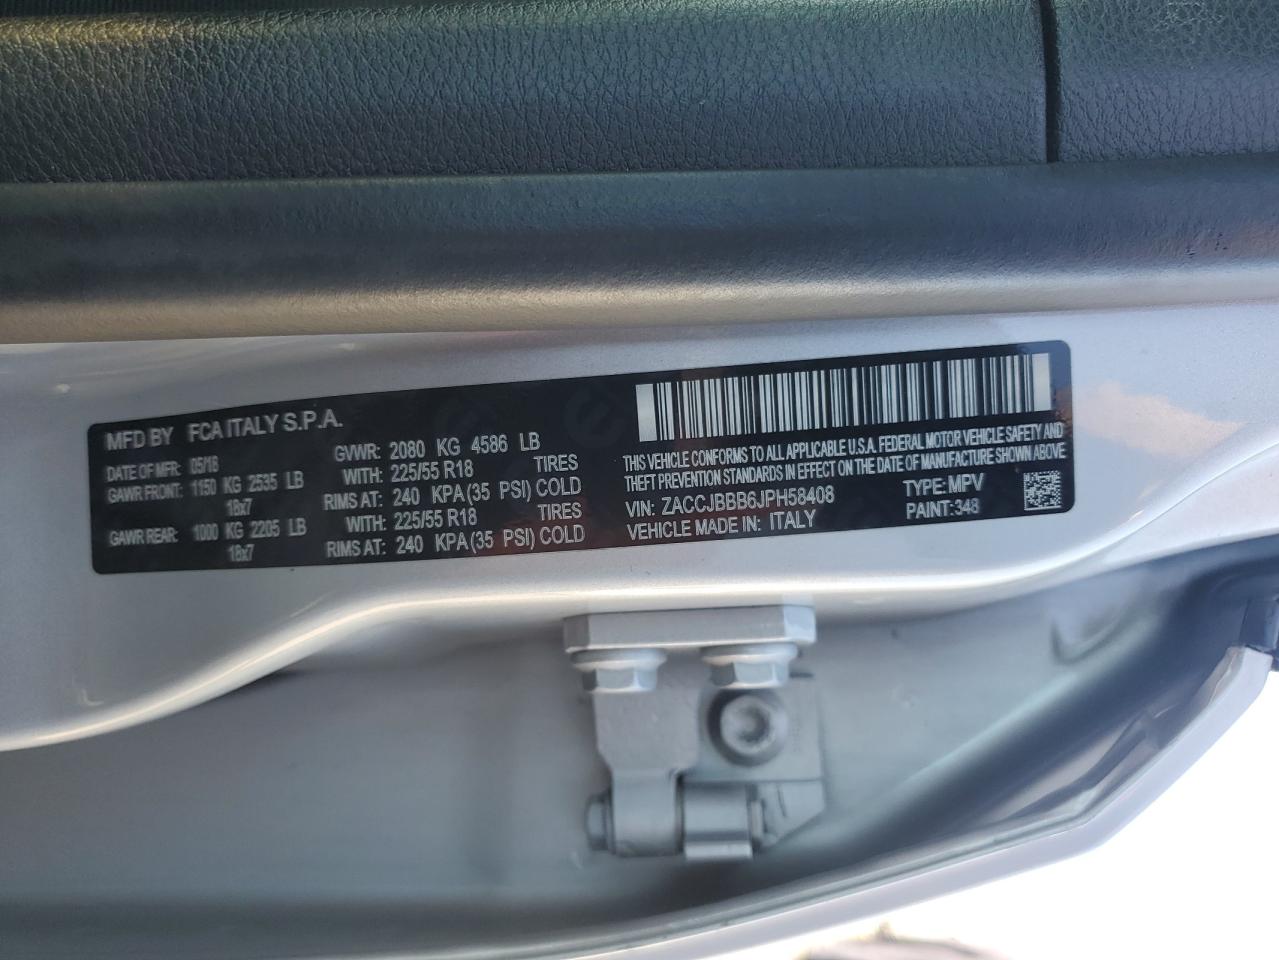 MFD BY FCA ITALY S.P.A.
DATE OF MFR: 05/18 GVWR: 2080 KG 4586 LB
GAWR FRONT: 1150 KG 2535 LB WITH: 225/55 R18 TIRES
18x7 RIMS AT: 240 KPA(35 PSI) COLD
GAWR REAR: 1000 KG 2205 LB WITH: 225/55 R18 TIRES
18x7 RIMS AT: 240 KPA(35 PSI) COLD
THIS VEHICLE CONFORMS TO ALL APPLICABLE U.S.A. FEDERAL MOTOR VEHICLE SAFETY AND
THEFT PREVENTION STANDARDS IN EFFECT ON THE DATE OF MANUFACTURE SHOWN ABOVE
VIN: ZACCJBBB6JPH58408 TYPE: MPV
VEHICLE MADE IN: ITALY PAINT: 348